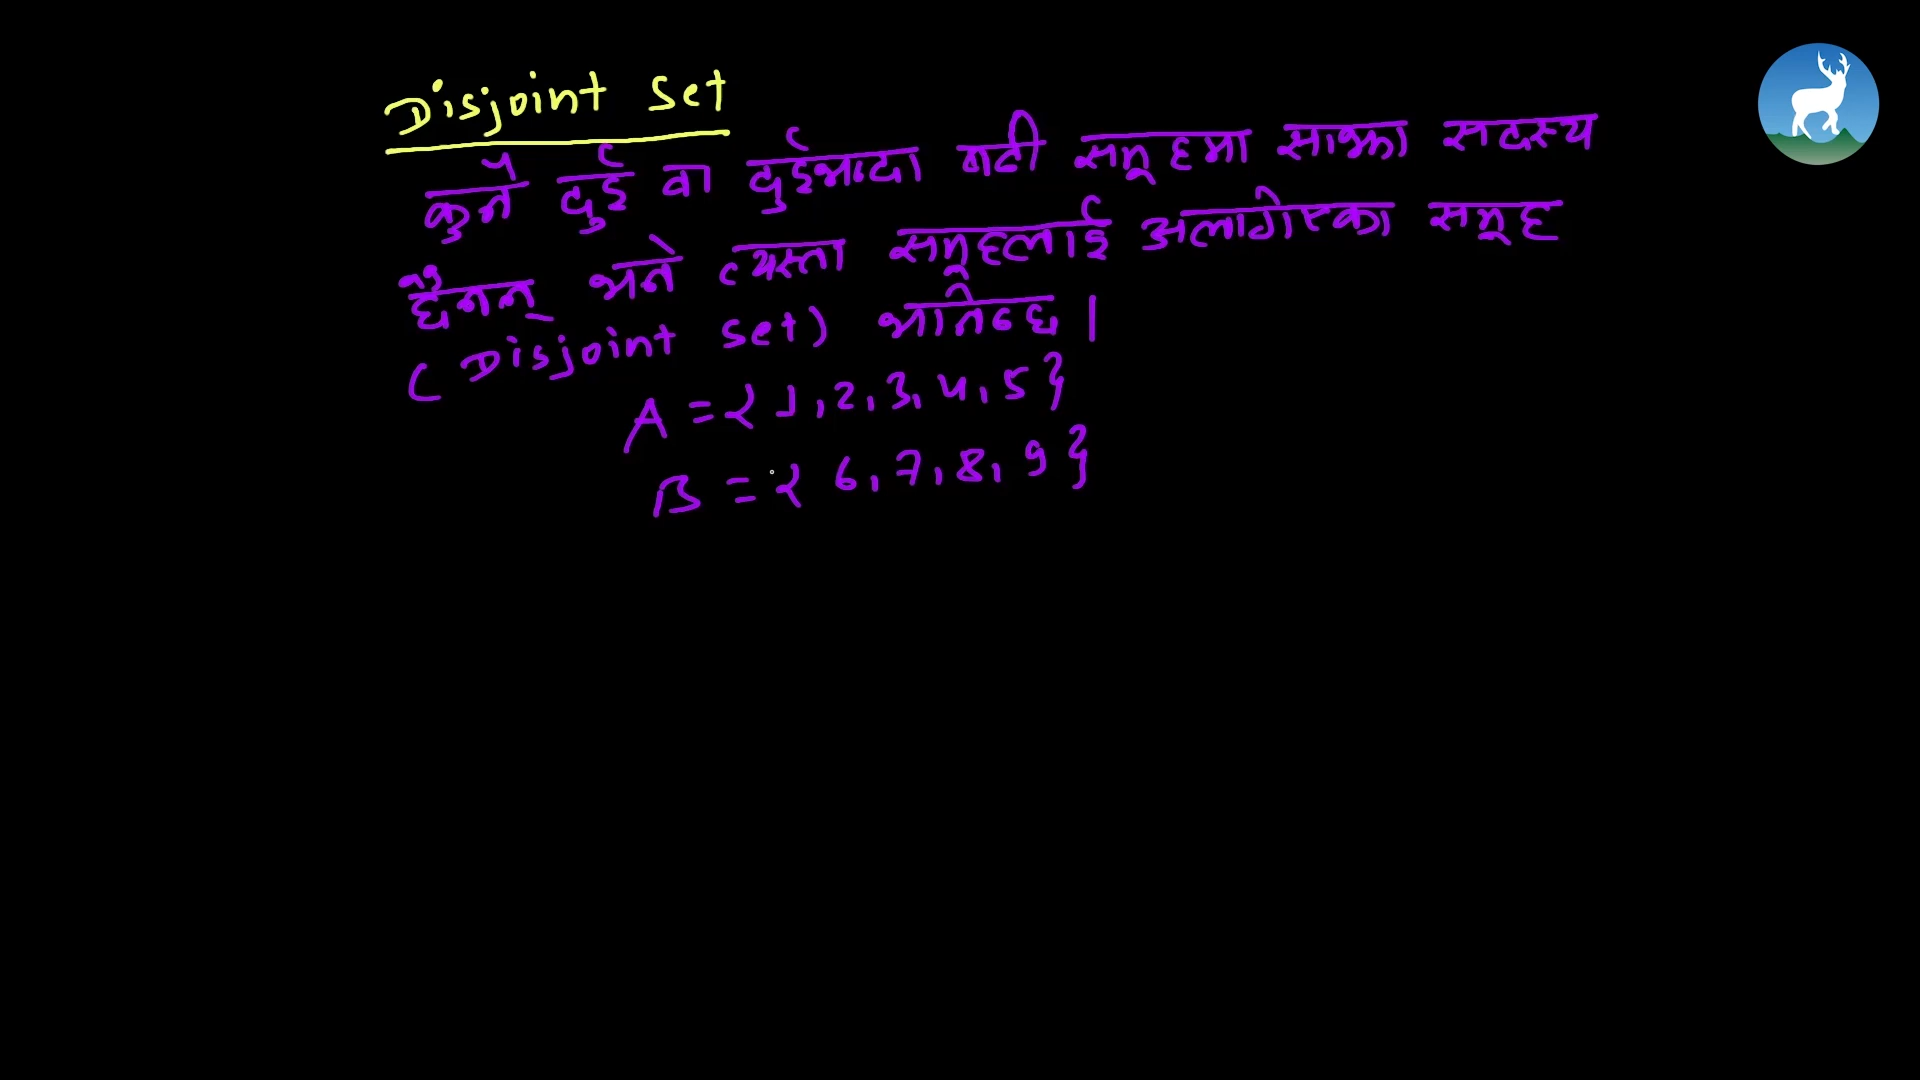 Disjoint Set
कुनै दुई वा दुईभन्दा बढी समूहमा साझा सदस्य
छैनन् भने त्यस्ता समूहलाई अलग्गिएका समूह
(Disjoint set) भनिन्छ।
A = { 1, 2, 3, 4, 5 }
B = { 6, 7, 8, 9 }